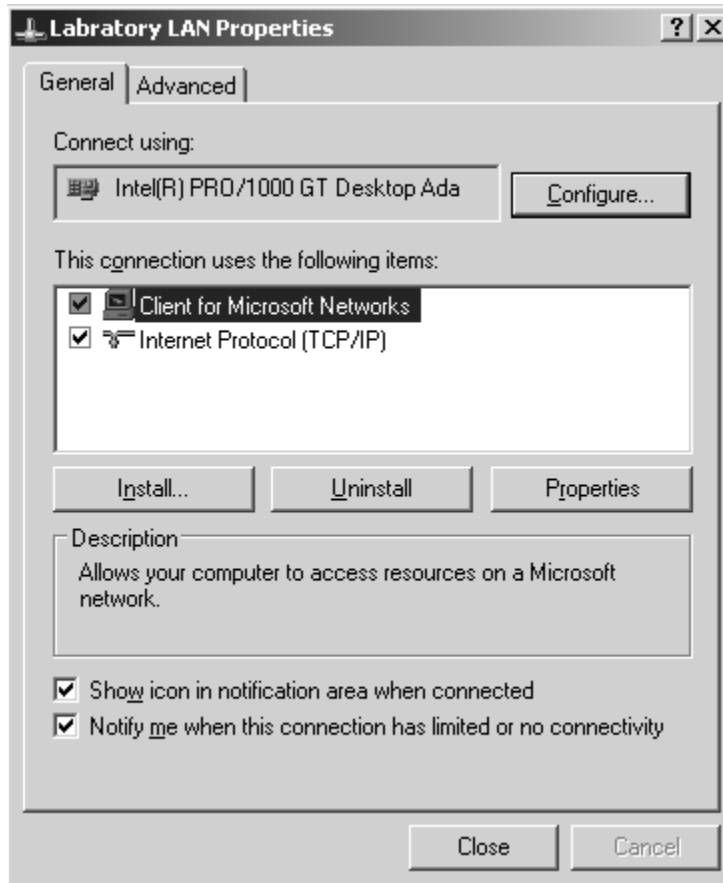 Labratory LAN Properties
General
Advanced
Connect using:
Intel(R) PRO/1000 GT Desktop Ada
Configure...
This connection uses the following items:
Client for Microsoft Networks
Internet Protocol (TCP/IP)
Install...
Uninstall
Properties
Description
Allows your computer to access resources on a Microsoft
network.
Show icon in notification area when connected
Notify me when this connection has limited or no connectivity
Close
Cancel